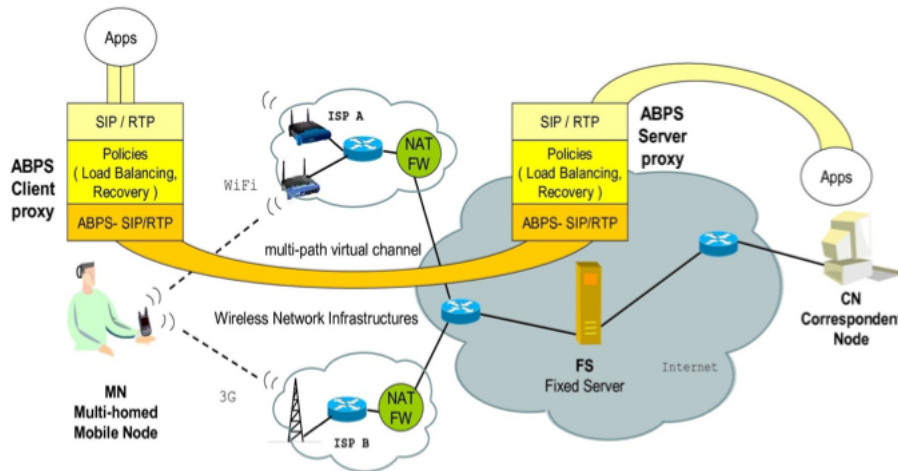 Apps
SIP / RTP
Policies
( Load Balancing,
Recovery )
ABPS- SIP/RTP
ABPS
Client
proxy
ISP A
NAT
FW
WiFi
SIP / RTP
Policies
( Load Balancing,
Recovery )
ABPS- SIP/RTP
ABPS
Server
proxy
Apps
multi-path virtual channel
Wireless Network Infrastructures
MN
Multi-homed
Mobile Node
3G
NAT
FW
ISP B
FS
Fixed Server
Internet
CN
Correspondent
Node